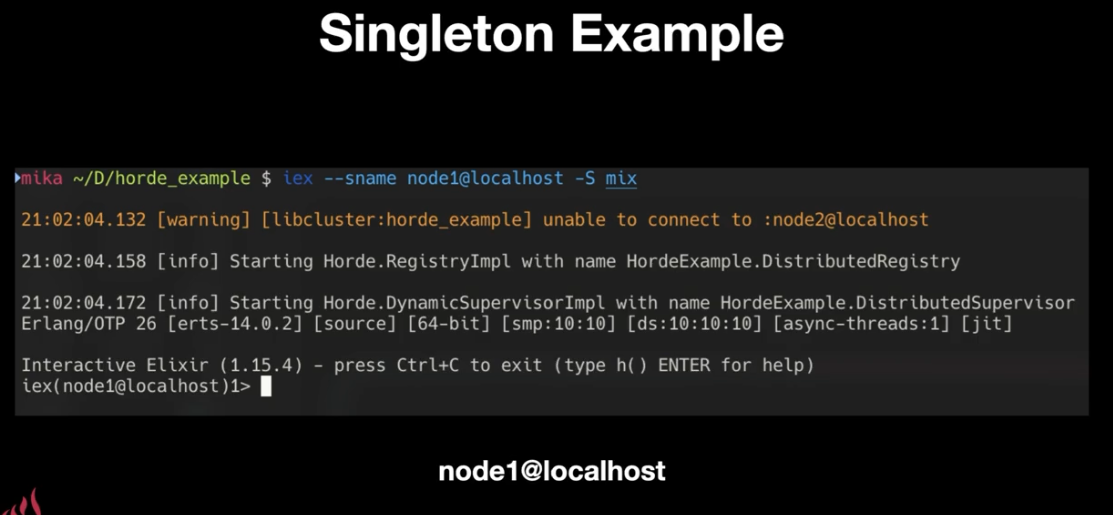 Singleton Example
mika ~/D/horde_example $ iex --sname node1@localhost -S mix
21:02:04.132 [warning] [libcluster:horde_example] unable to connect to :node2@localhost
21:02:04.158 [info] Starting Horde.RegistryImpl with name HordeExample.DistributedRegistry
21:02:04.172 [info] Starting Horde.DynamicSupervisorImpl with name HordeExample.DistributedSupervisor
Erlang/OTP 26 [erts-14.0.2] [source] [64-bit] [smp:10:10] [ds:10:10:10] [async-threads:1] [jit]
Interactive Elixir (1.15.4) - press Ctrl+C to exit (type h() ENTER for help)
iex(node1@localhost)1>
node1@localhost